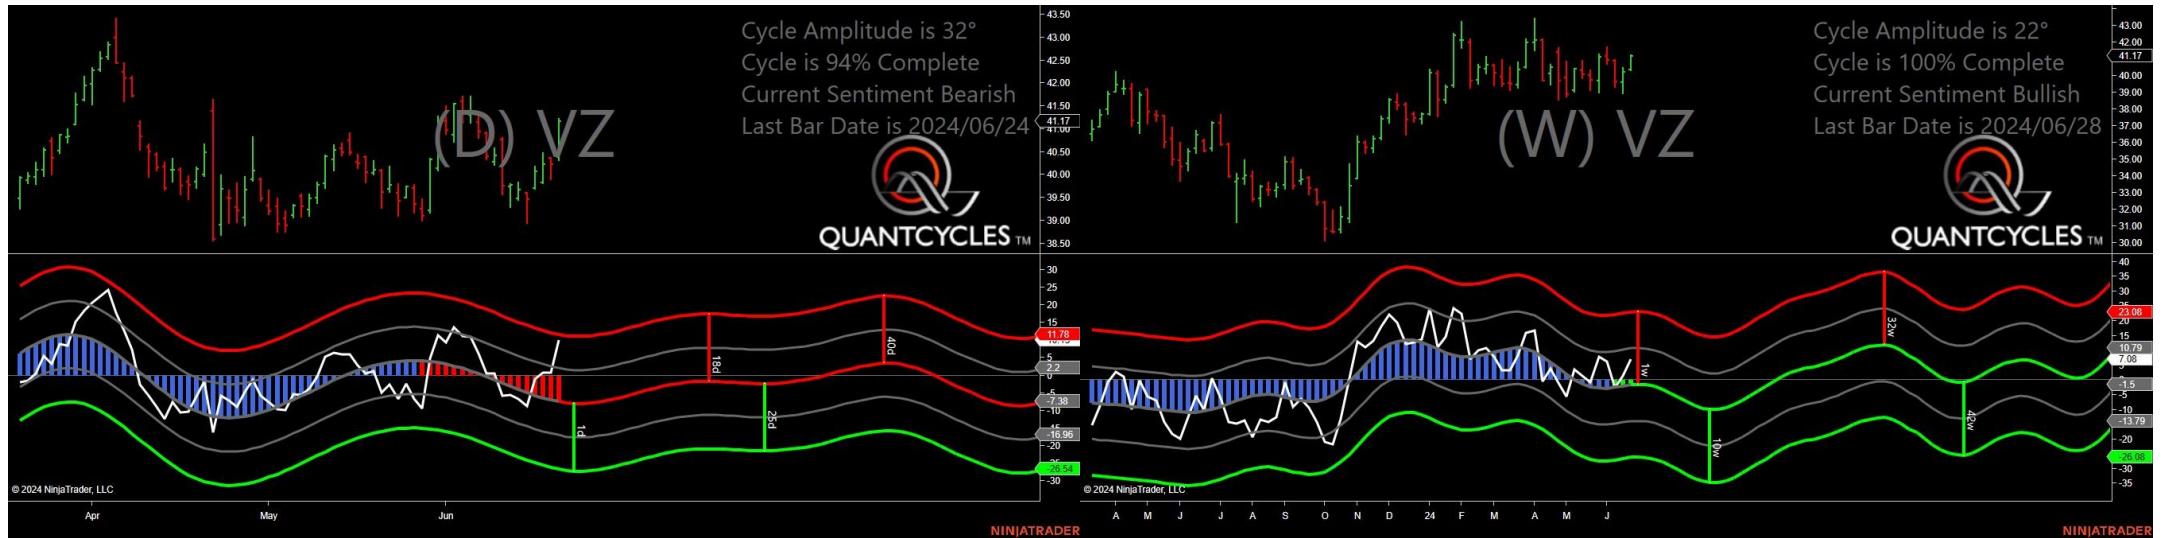 Cycle Amplitude is 32°
Cycle is 94% Complete
Current Sentiment Bearish
Last Bar Date is 2024/06/24
(D) VZ
QUANTCYCLES TM
43.50
43.00
42.50
42.00
41.50
41.17
41.00
40.50
40.00
39.50
39.00
38.50
30
25
20
15
11.78
5
2.2
0
-5
-7.38
-10
-16.96
-20
-26.54
-30
18d
40d
1d
25d
© 2024 NinjaTrader, LLC
Apr May Jun
NINJATRADER
Cycle Amplitude is 22°
Cycle is 100% Complete
Current Sentiment Bullish
Last Bar Date is 2024/06/28
(W) VZ
QUANTCYCLES TM
43.00
42.00
41.17
40.00
39.00
38.00
37.00
36.00
35.00
34.00
33.00
32.00
31.00
30.00
40
35
30
23.08
20
15
10.79
7.08
-1.5
-5
-10
-13.79
-20
-26.08
-30
-35
1w
32w
10w
42w
© 2024 NinjaTrader, LLC
A M J J A S O N D 24 F M A M J
NINJATRADER